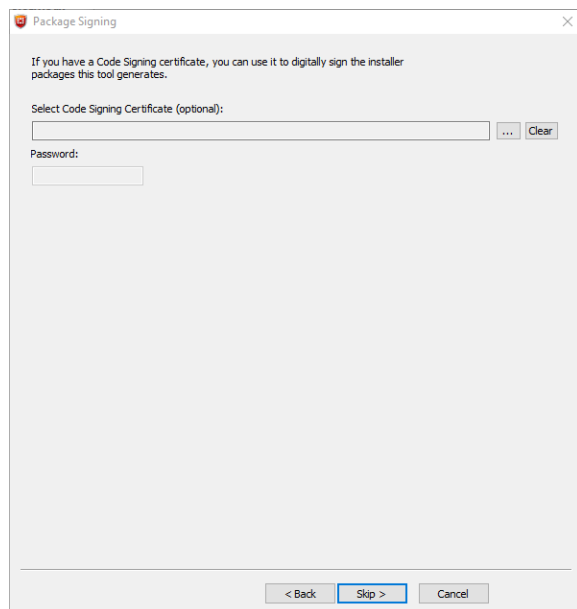 Package Signing
If you have a Code Signing certificate, you can use it to digitally sign the installer
packages this tool generates.
Select Code Signing Certificate (optional):
... Clear
Password:
< Back Skip > Cancel